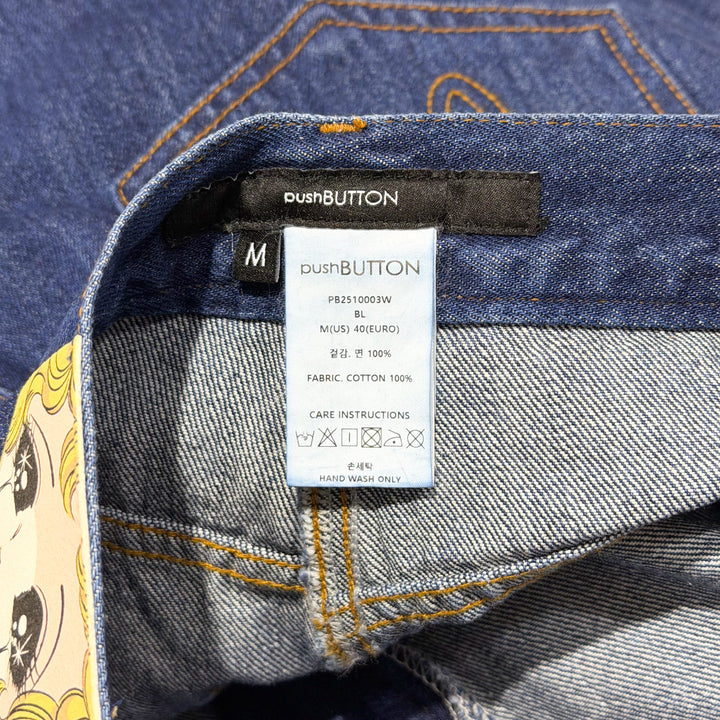 pushBUTTON
M
pushBUTTON
PB2510003W
BL
M(US) 40(EURO)
겉감. 면 100%
FABRIC. COTTON 100%
CARE INSTRUCTIONS
손세탁
HAND WASH ONLY